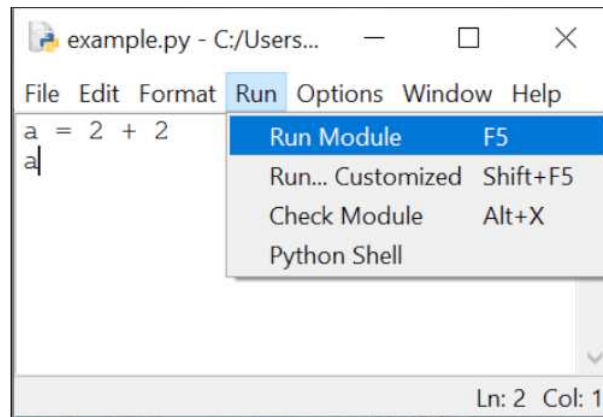 example.py - C:/Users...
File Edit Format Run Options Window Help
a = 2 + 2
a
Run Module F5
Run... Customized Shift+F5
Check Module Alt+X
Python Shell
Ln: 2 Col: 1